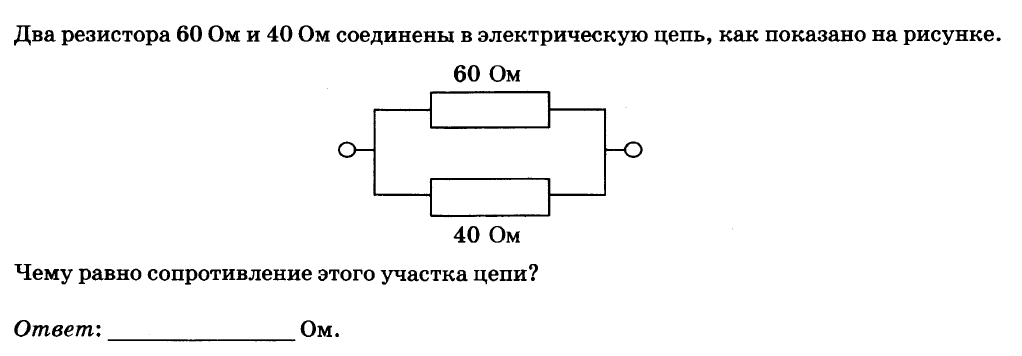 Два резистора 60 Ом и 40 Ом соединены в электрическую цепь, как показано на рисунке.
60 Ом
40 Ом
Чему равно сопротивление этого участка цепи?
Ответ: _________________ Ом.